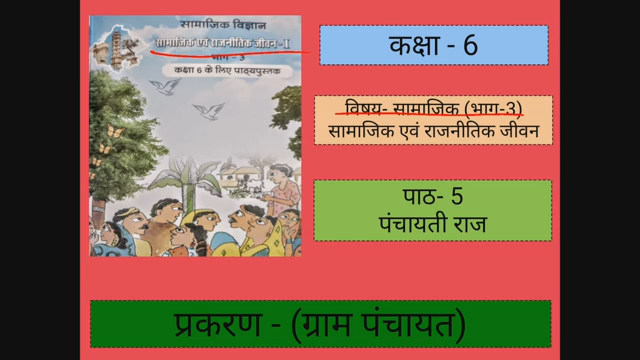 सामाजिक विज्ञान
सामाजिक एवं राजनीतिक जीवन-I
भाग - 3
कक्षा 6 के लिए पाठ्यपुस्तक
कक्षा - 6
विषय- सामाजिक (भाग-3)
सामाजिक एवं राजनीतिक जीवन
पाठ- 5
पंचायती राज
प्रकरण - (ग्राम पंचायत)